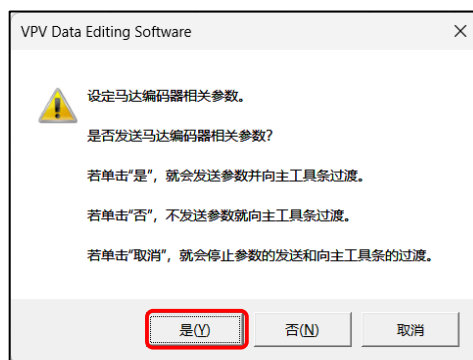 VPV Data Editing Software
设定马达编码器相关参数。
是否发送马达编码器相关参数?
若单击"是"，就会发送参数并向主工具条过渡。
若单击"否"，不发送参数就向主工具条过渡。
若单击"取消"，就会停止参数的发送和向主工具条的过渡。
是(Y) 否(N) 取消